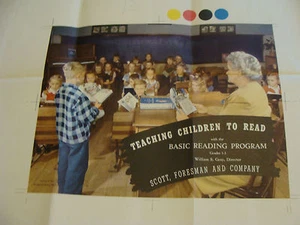 TEACHING CHILDREN TO READ
with the
BASIC READING PROGRAM
Grades 1-3
William S. Gray, Director
SCOTT, FORESMAN AND COMPANY